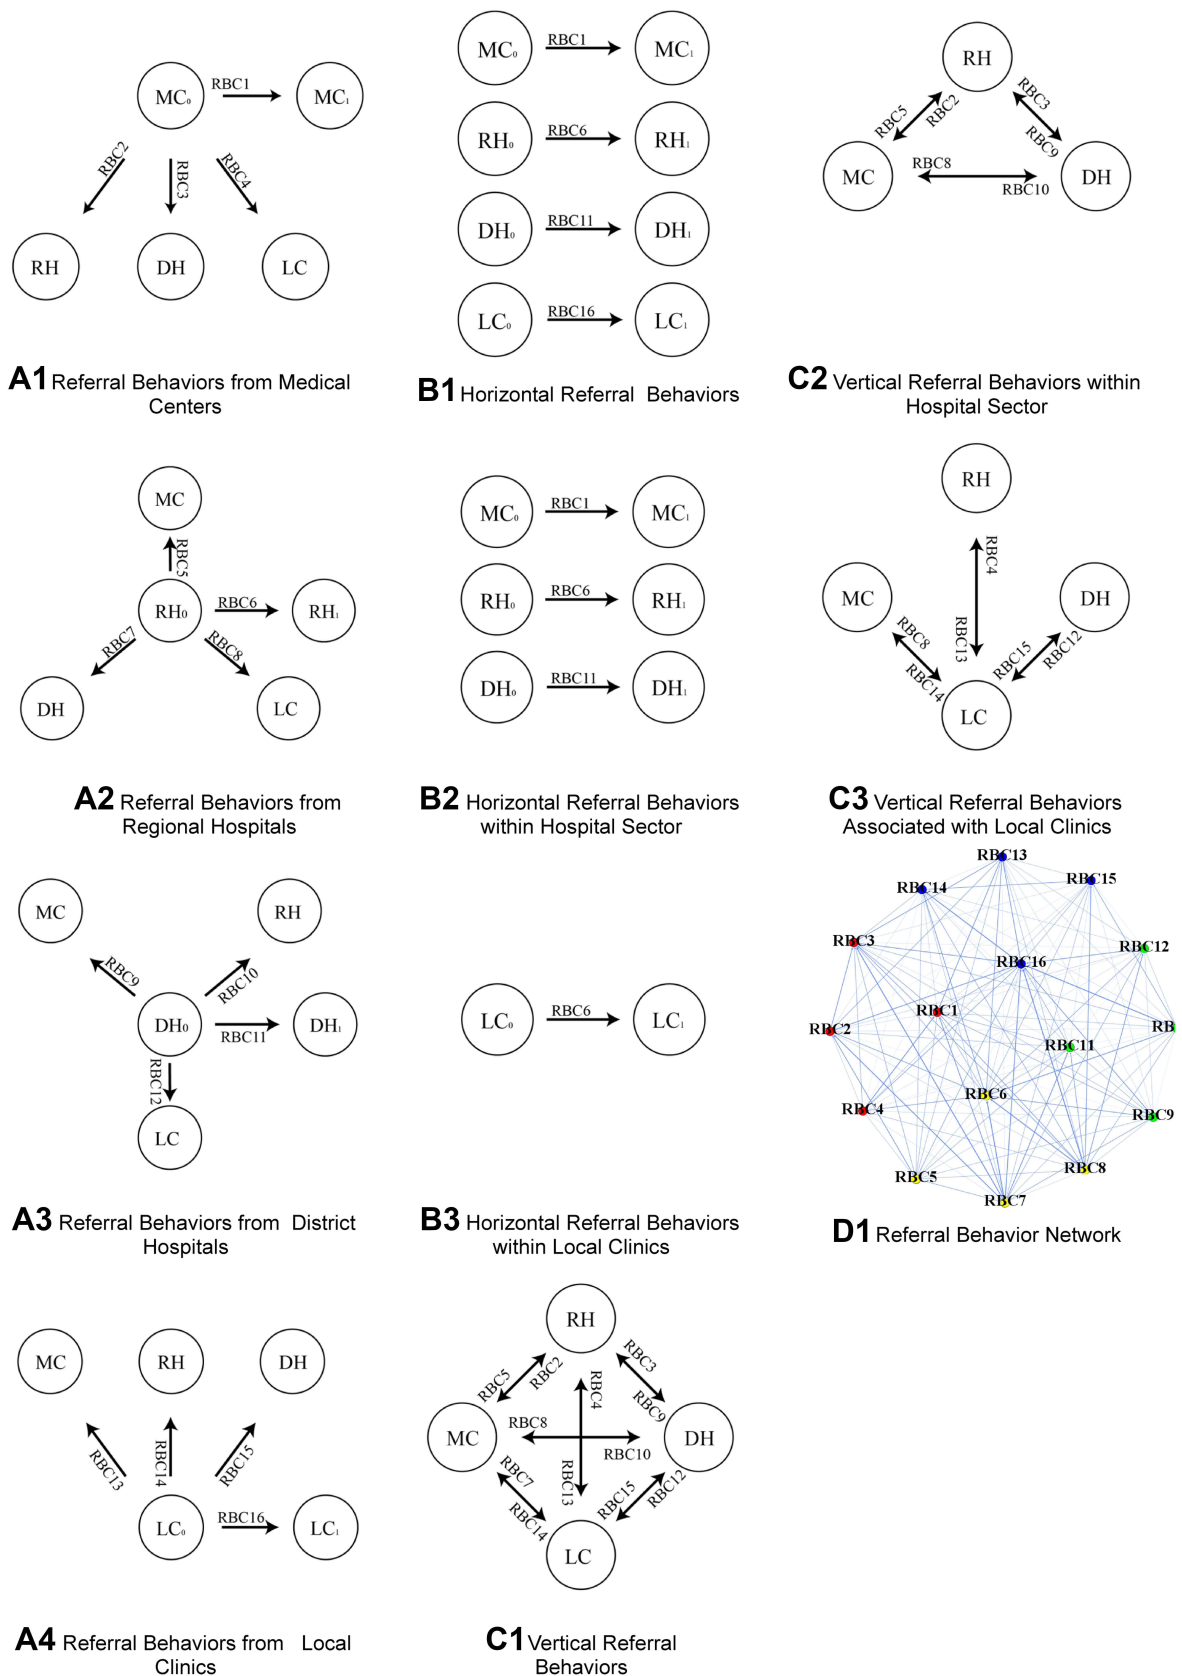 MC₀
RBC1
MC₁
RBC2
RBC3
RBC4
RH
DH
LC
A1 Referral Behaviors from Medical
Centers
MC₀
RBC1
MC₁
RH₀
RBC6
RH₁
DH₀
RBC11
DH₁
LC₀
RBC16
LC₁
B1 Horizontal Referral Behaviors
RH
RBC5
RBC2
RBC3
RBC9
MC
RBC8
RBC10
DH
C2 Vertical Referral Behaviors within
Hospital Sector
MC
RBC5
RH₀
RBC6
RH₁
RBC7
RBC8
DH
LC
A2 Referral Behaviors from
Regional Hospitals
MC₀
RBC1
MC₁
RH₀
RBC6
RH₁
DH₀
RBC11
DH₁
B2 Horizontal Referral Behaviors
within Hospital Sector
RH
RBC4
MC
DH
RBC8
RBC14
RBC13
RBC15
RBC12
LC
C3 Vertical Referral Behaviors
Associated with Local Clinics
MC
RH
RBC9
RBC10
DH₀
RBC11
DH₁
RBC12
LC
A3 Referral Behaviors from District
Hospitals
LC₀
RBC6
LC₁
B3 Horizontal Referral Behaviors
within Local Clinics
RBC13
RBC14
RBC15
RBC3
RBC12
RBC16
RBC1
RBC2
RB
RBC11
RBC6
RBC4
RBC9
RBC8
RBC5
RBC7
D1 Referral Behavior Network
MC
RH
DH
RBC13
RBC14
RBC15
LC₀
RBC16
LC₁
A4 Referral Behaviors from Local
Clinics
RH
RBC5
RBC2
RBC4
RBC3
RBC9
MC
RBC8
RBC10
DH
RBC7
RBC14
RBC13
RBC15
RBC12
LC
C1 Vertical Referral
Behaviors